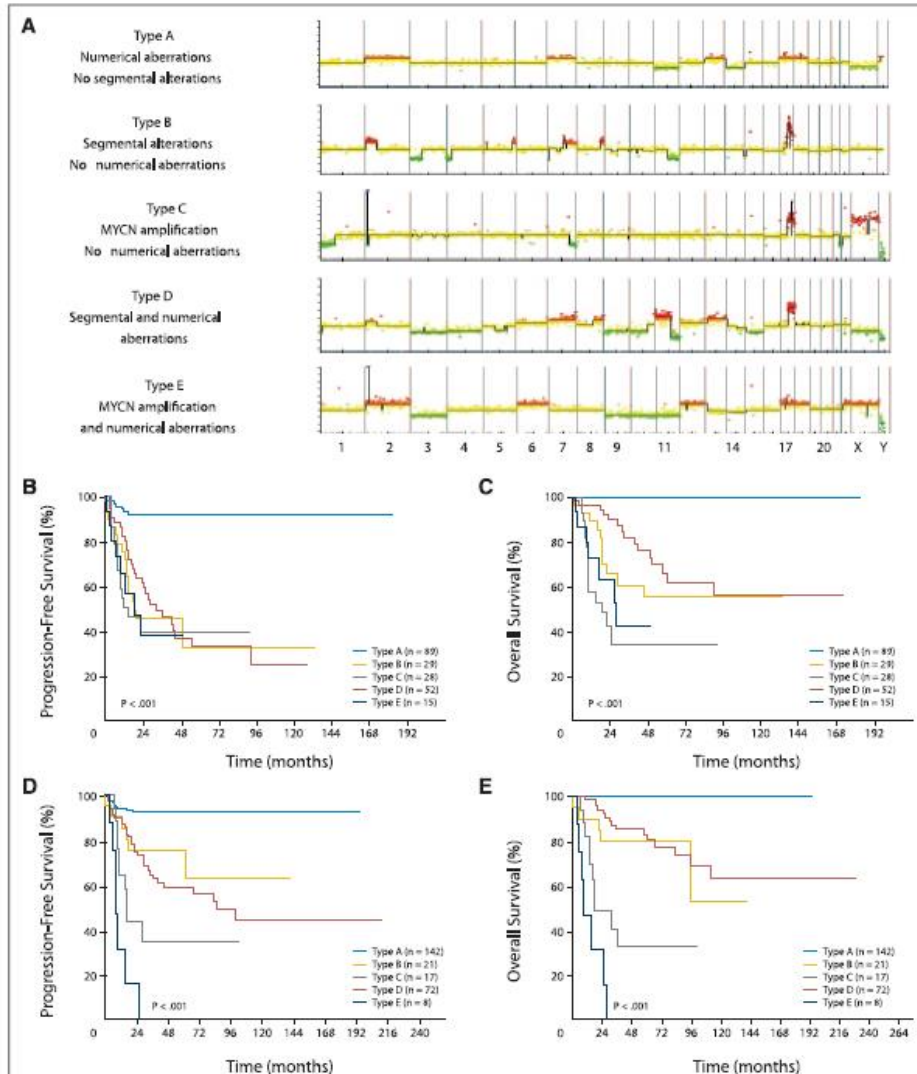 A
Type A
Numerical aberrations
No segmental alterations
Type B
Segmental alterations
No numerical aberrations
Type C
MYCN amplification
No numerical aberrations
Type D
Segmental and numerical
aberrations
Type E
MYCN amplification
and numerical aberrations
1 2 3 4 5 6 7 8 9 11 14 17 20 X Y
B
Progression-Free Survival (%)
100
80
60
40
20
0 24 48 72 96 120 144 168 192
Time (months)
P < .001
Type A (n = 89)
Type B (n = 29)
Type C (n = 28)
Type D (n = 52)
Type E (n = 15)
C
Overall Survival (%)
100
80
60
40
20
0 24 48 72 96 120 144 168 192
Time (months)
P < .001
Type A (n = 89)
Type B (n = 29)
Type C (n = 28)
Type D (n = 52)
Type E (n = 15)
D
Progression-Free Survival (%)
100
80
60
40
20
0 24 48 72 96 120 144 168 192 216 240
Time (months)
P < .001
Type A (n = 142)
Type B (n = 21)
Type C (n = 17)
Type D (n = 72)
Type E (n = 8)
E
Overall Survival (%)
100
80
60
40
20
0 24 48 72 96 120 144 168 192 216 240 264
Time (months)
P < .001
Type A (n = 142)
Type B (n = 21)
Type C (n = 17)
Type D (n = 72)
Type E (n = 8)